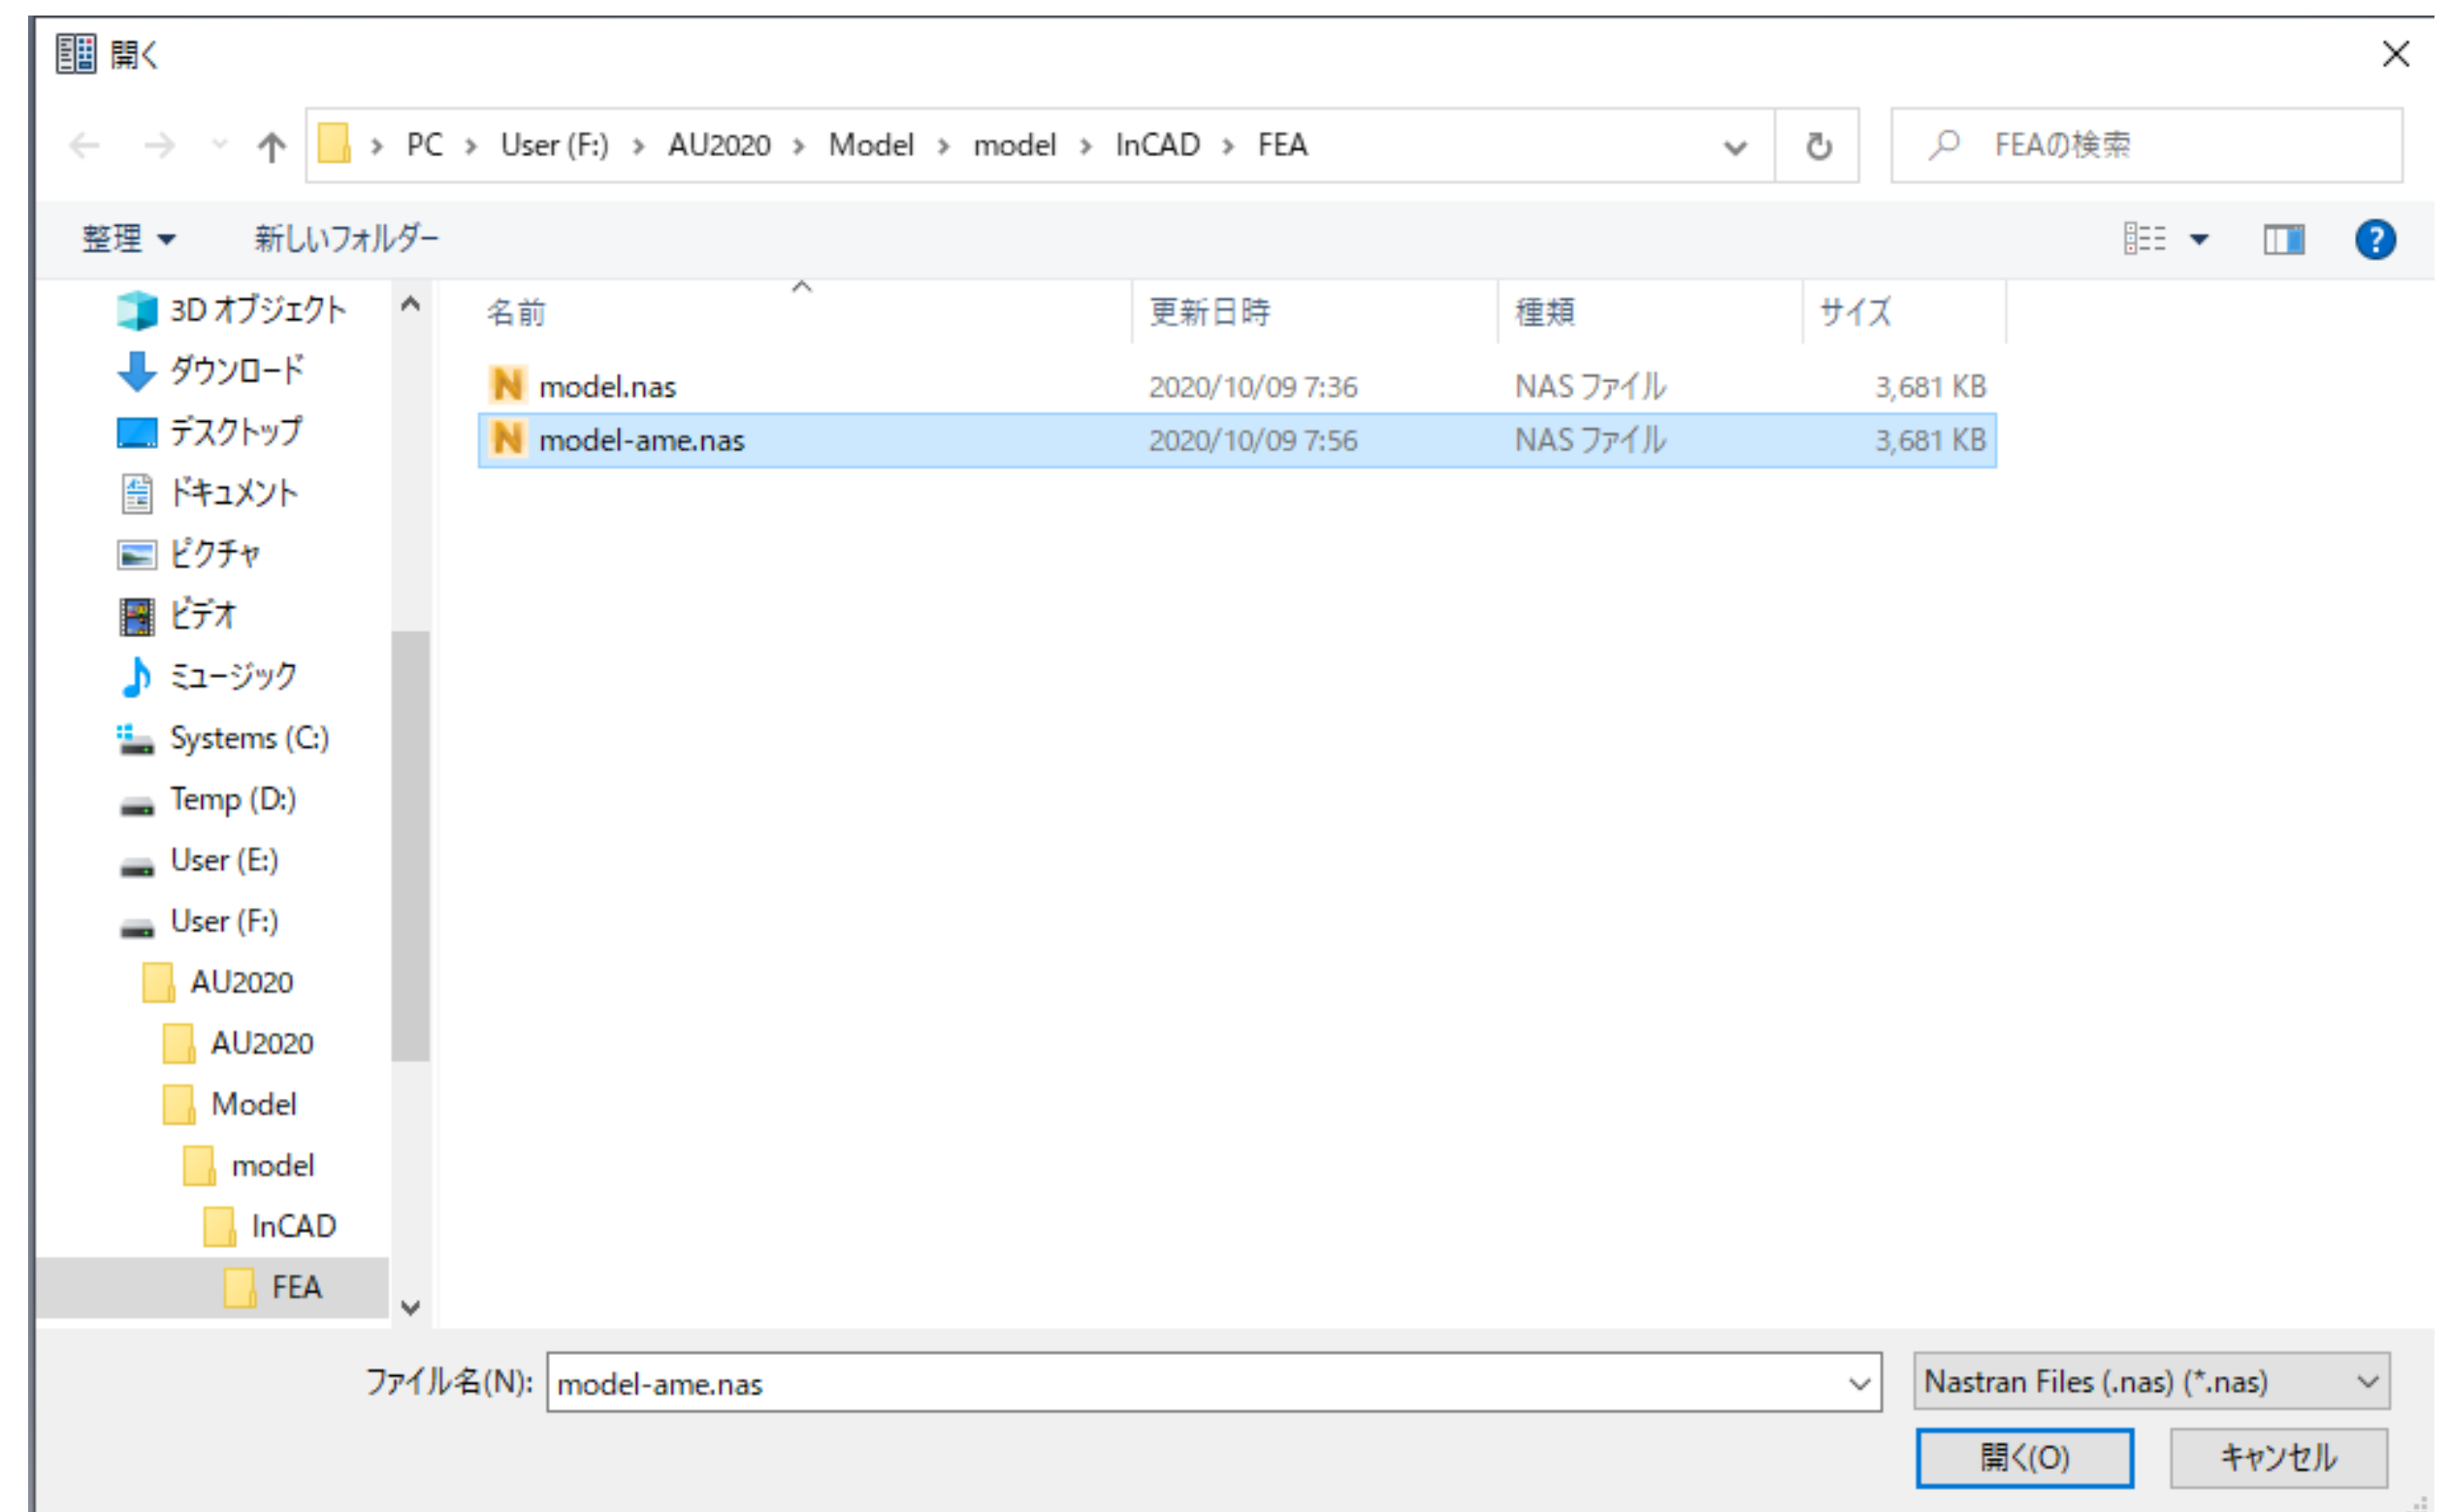 開く
PC › User (F:) › AU2020 › Model › model › InCAD › FEA
FEAの検索
整理 新しいフォルダー
3D オブジェクト
ダウンロード
デスクトップ
ドキュメント
ピクチャ
ビデオ
ミュージック
Systems (C:)
Temp (D:)
User (E:)
User (F:)
AU2020
AU2020
Model
model
InCAD
FEA
名前 更新日時 種類 サイズ
N model.nas 2020/10/09 7:36 NAS ファイル 3,681 KB
N model-ame.nas 2020/10/09 7:56 NAS ファイル 3,681 KB
ファイル名(N): model-ame.nas Nastran Files (.nas) (*.nas)
開く(O) キャンセル